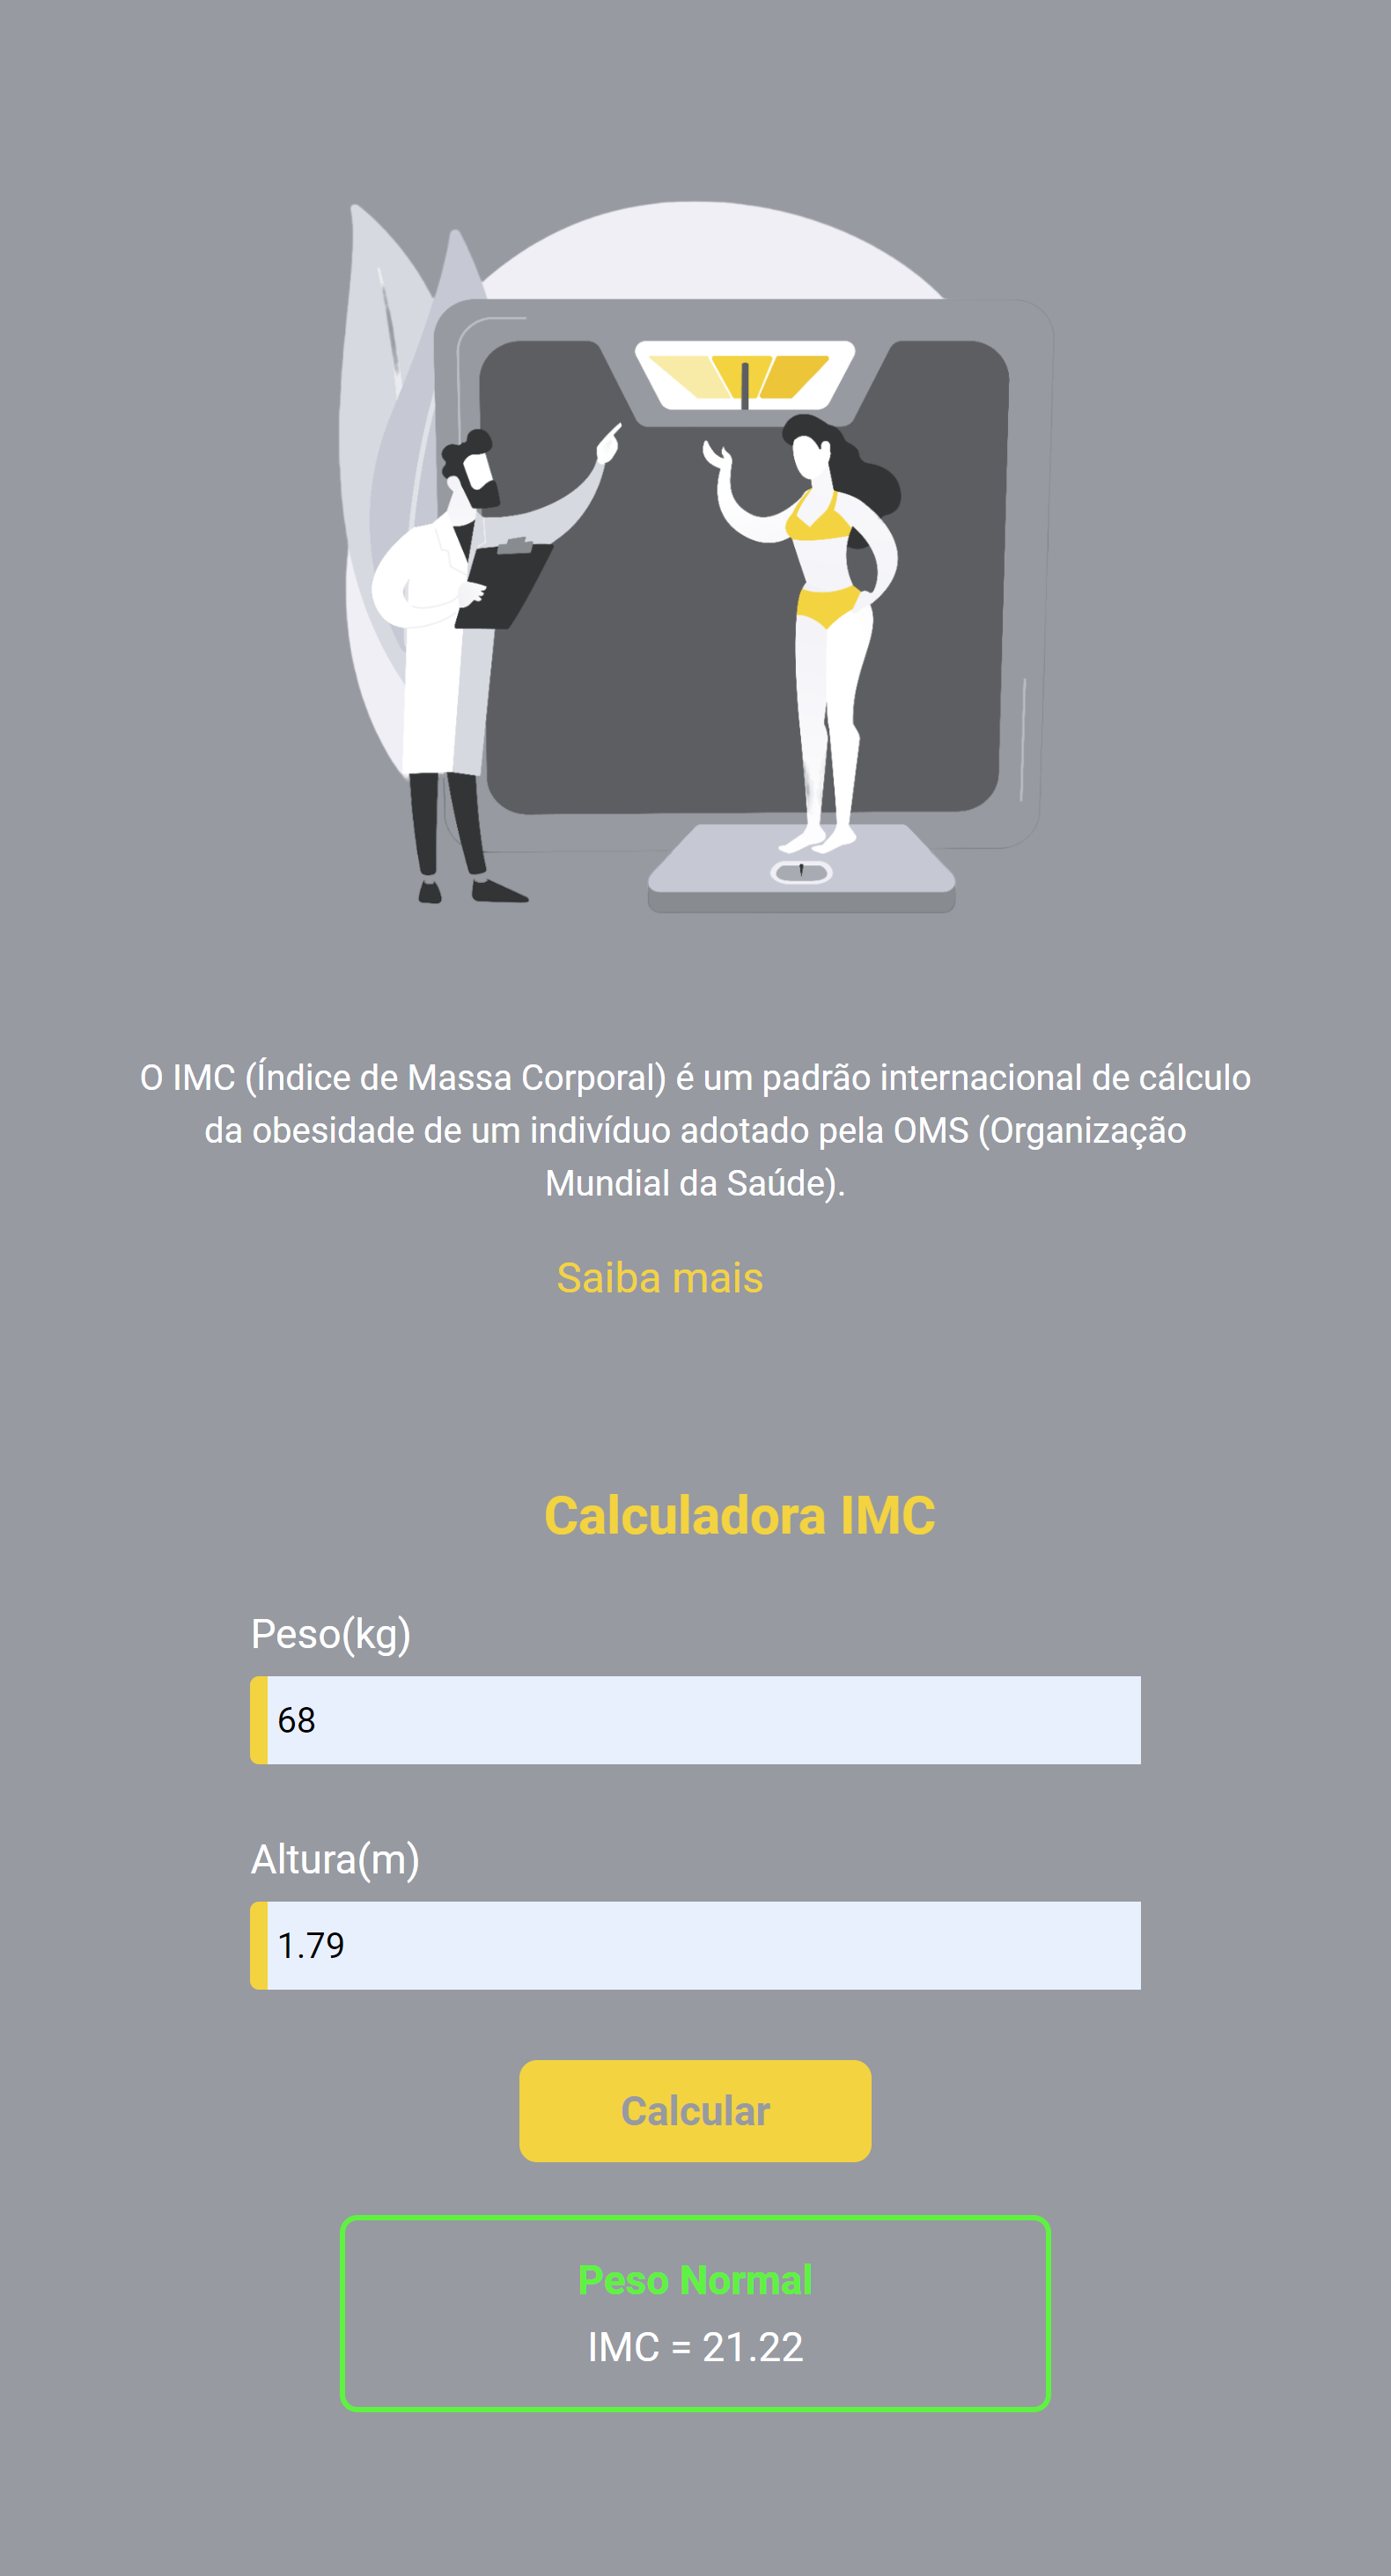 O IMC (Índice de Massa Corporal) é um padrão internacional de cálculo
da obesidade de um indivíduo adotado pela OMS (Organização
Mundial da Saúde).
Saiba mais
Calculadora IMC
Peso(kg)
68
Altura(m)
1.79
Calcular
Peso Normal
IMC = 21.22